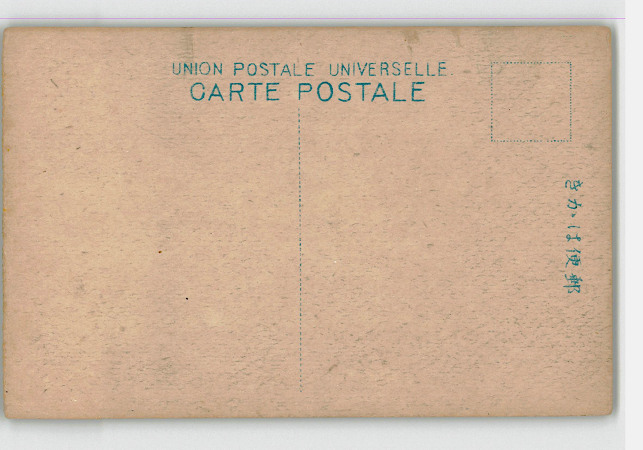 UNION POSTALE UNIVERSELLE.
CARTE POSTALE
きかは便郵